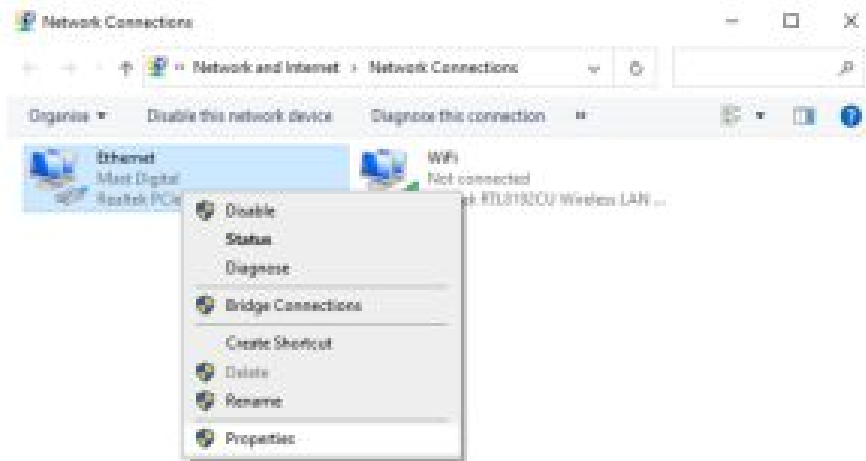 Network Connections
Network and Internet › Network Connections
Organise ▾ Disable this network device Diagnose this connection »
Ethernet
Mast Digital
Realtek PCIe
WiFi
Not connected
RTL8192CU Wireless LAN ...
Disable
Status
Diagnose
Bridge Connections
Create Shortcut
Delete
Rename
Properties